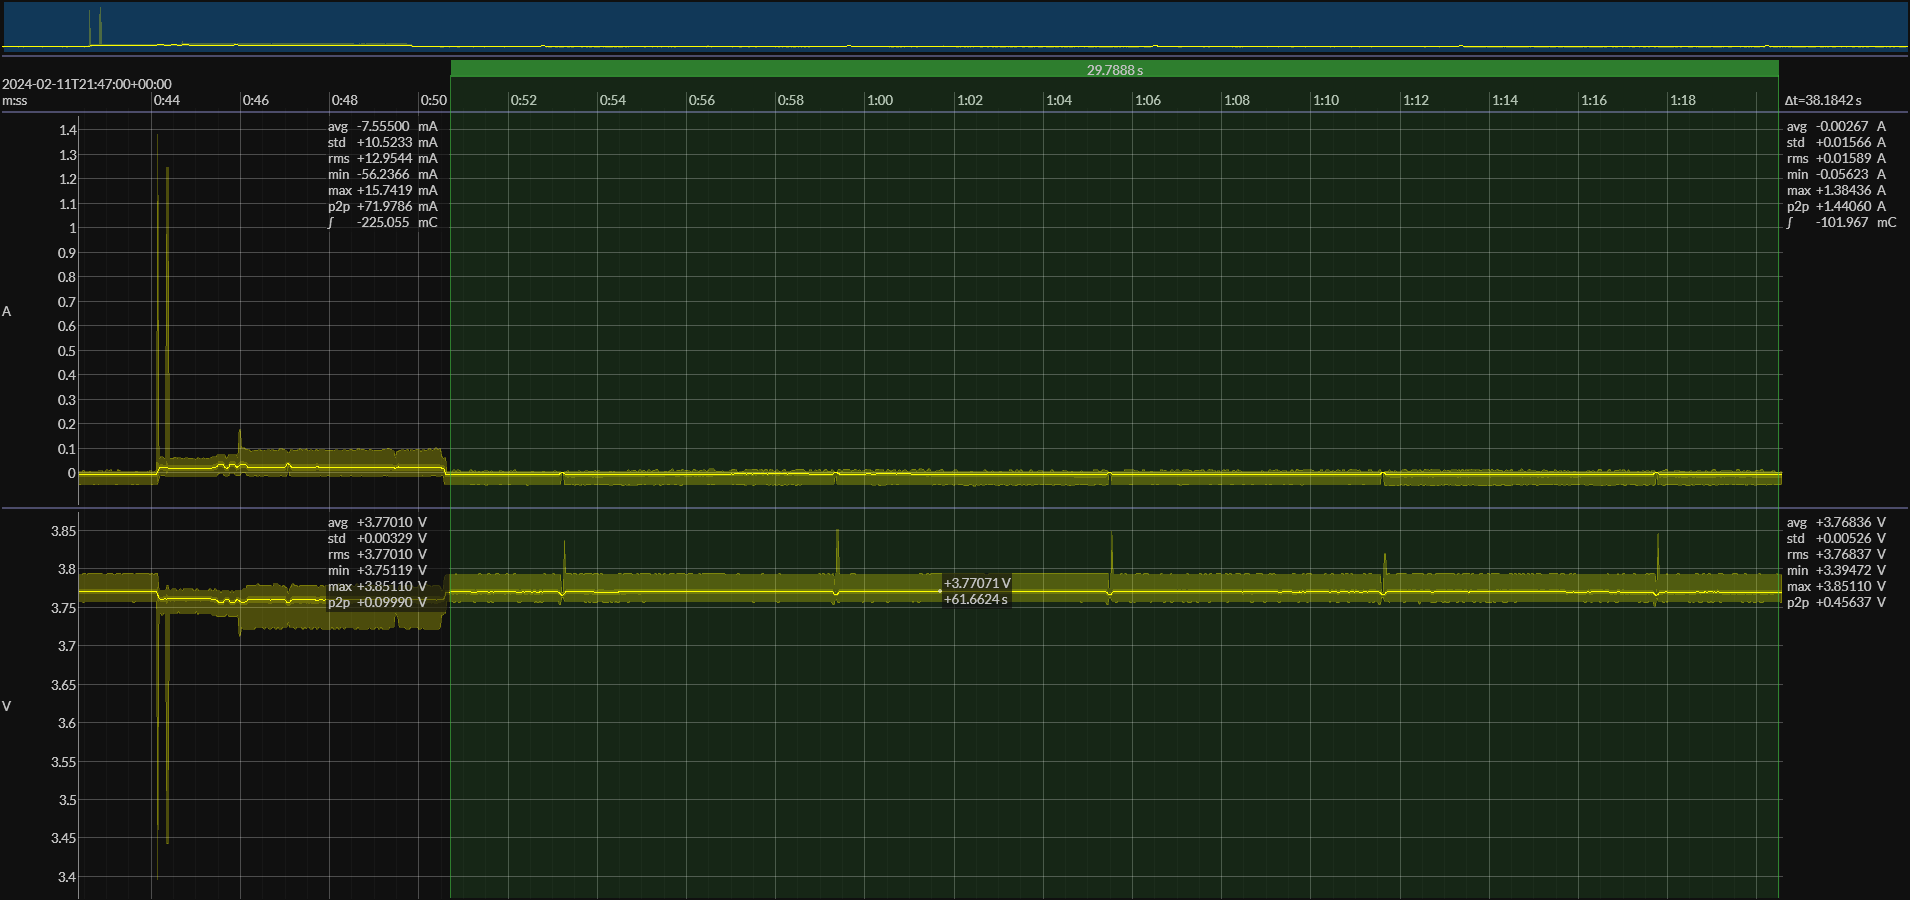 29.7888 s
2024-02-11T21:47:00+00:00
m:ss
0:44 0:46 0:48 0:50 0:52 0:54 0:56 0:58 1:00 1:02 1:04 1:06 1:08 1:10 1:12 1:14 1:16 1:18
Δt=38.1842 s
A
1.4
1.3
1.2
1.1
1
0.9
0.8
0.7
0.6
0.5
0.4
0.3
0.2
0.1
0
avg -7.55500 mA
std +10.5233 mA
rms +12.9544 mA
min -56.2366 mA
max +15.7419 mA
p2p +71.9786 mA
∫ -225.055 mC
avg -0.00267 A
std +0.01566 A
rms +0.01589 A
min -0.05623 A
max +1.38436 A
p2p +1.44060 A
∫ -101.967 mC
V
3.85
3.8
3.75
3.7
3.65
3.6
3.55
3.5
3.45
3.4
avg +3.77010 V
std +0.00329 V
rms +3.77010 V
min +3.75119 V
max +3.85110 V
p2p +0.09990 V
+3.77071 V
+61.6624 s
avg +3.76836 V
std +0.00526 V
rms +3.76837 V
min +3.39472 V
max +3.85110 V
p2p +0.45637 V